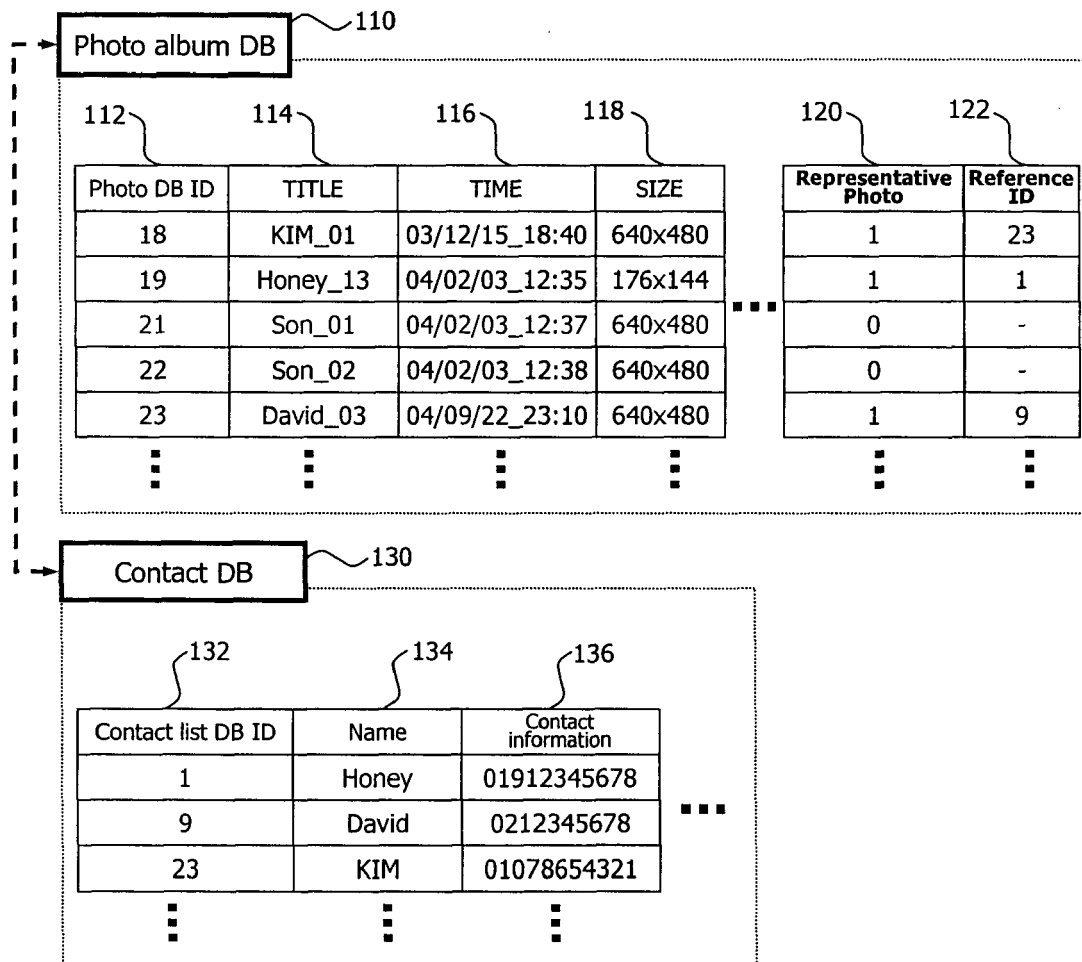 110
Photo album DB
112 114 116 118 120 122
Photo DB ID TITLE TIME SIZE Representative Photo Reference ID
18 KIM_01 03/12/15_18:40 640x480 1 23
19 Honey_13 04/02/03_12:35 176x144 1 1
21 Son_01 04/02/03_12:37 640x480 0 -
22 Son_02 04/02/03_12:38 640x480 0 -
23 David_03 04/09/22_23:10 640x480 1 9
130
Contact DB
132 134 136
Contact list DB ID Name Contact information
1 Honey 01912345678
9 David 0212345678
23 KIM 01078654321